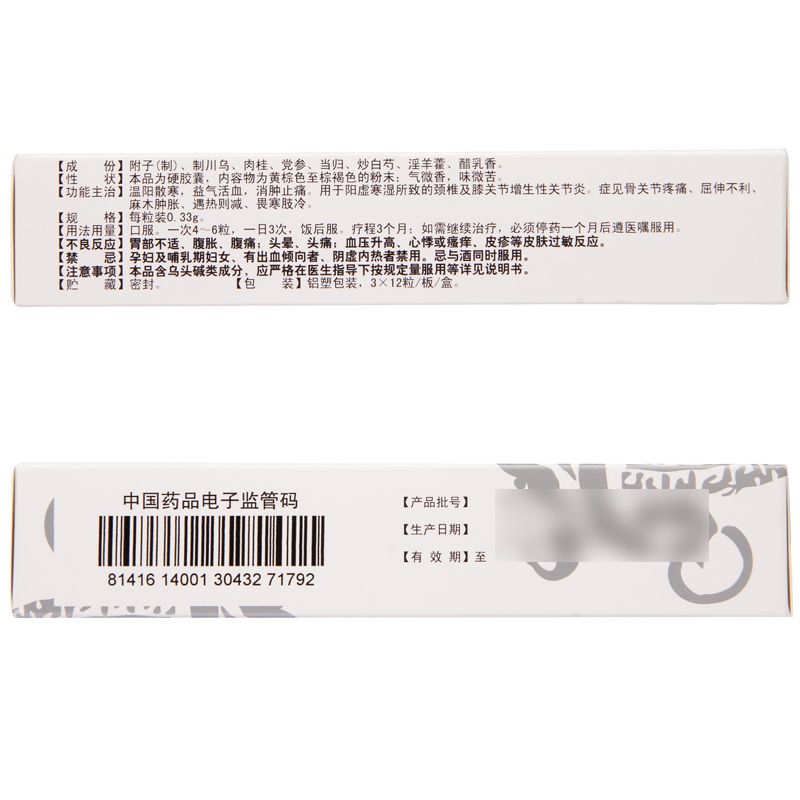 【成　份】附子(制)、制川乌、肉桂、党参、当归、炒白芍、淫羊藿、醋乳香。
【性　状】本品为硬胶囊，内容物为黄棕色至棕褐色的粉末；气微香，味微苦。
【功能主治】温阳散寒，益气活血，消肿止痛。用于阳虚寒湿所致的颈椎及膝关节增生性关节炎。症见骨关节疼痛、屈伸不利、
麻木肿胀、遇热则减、畏寒肢冷。
【规　格】每粒装0.33g。
【用法用量】口服。一次4～6粒，一日3次，饭后服。疗程3个月；如需继续治疗，必须停药一个月后遵医嘱服用。
【不良反应】胃部不适、腹胀、腹痛；头晕、头痛；血压升高、心悸或瘙痒、皮疹等皮肤过敏反应。
【禁　忌】孕妇及哺乳期妇女、有出血倾向者、阴虚内热者禁用。忌与酒同时服用。
【注意事项】本品含乌头碱类成分，应严格在医生指导下按规定量服用等详见说明书。
【贮　藏】密封。　【包　装】铝塑包装，3×12粒/板/盒。
中国药品电子监管码
81416 14001 30432 71792
【产品批号】
【生产日期】
【有 效 期】至